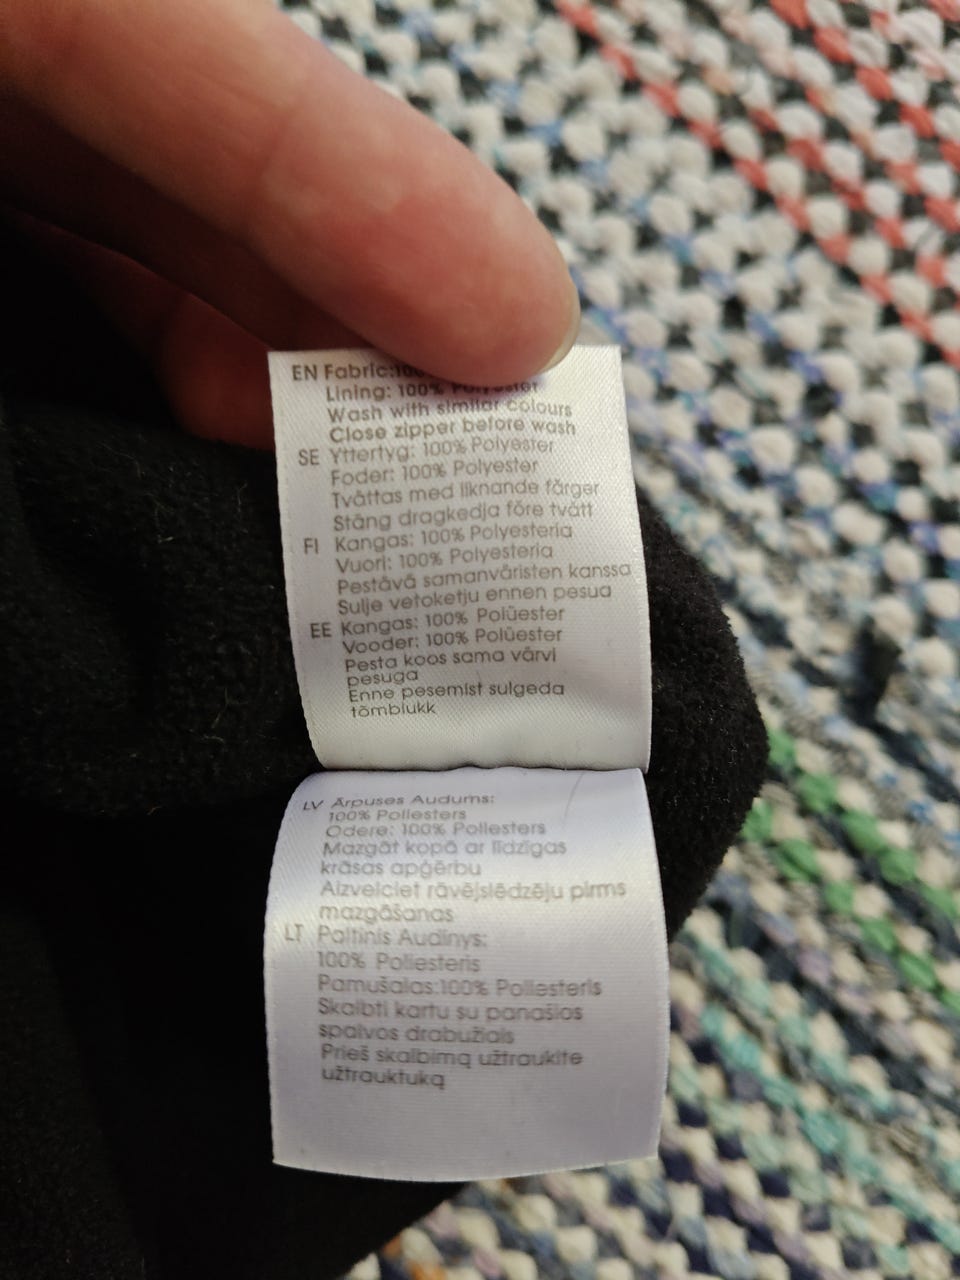 EN Fabric:100
Lining: 100% Polyester
Wash with similar colours
Close zipper before wash
SE Yttertyg: 100% Polyester
Foder: 100% Polyester
Tvättas med liknande färger
Stäng dragkedja före tvätt
FI Kangas: 100% Polyesteria
Vuori: 100% Polyesteria
Pestävä samanväristen kanssa
Sulje vetoketju ennen pesua
EE Kangas: 100% Polüester
Vooder: 100% Polüester
Pesta koos sama värvi
pesuga
Enne pesemist sulgeda
tõmblukk
LV Ārpuses Audums:
100% Poliesters
Odere: 100% Poliesters
Mazgāt kopā ar līdzīgas
krāsas apģērbu
Aizveiciet rāvējslēdzēju pirms
mazgāšanas
LT Paltinis Audinys:
100% Poliesteris
Pamušalas:100% Poliesteris
Skalbti kartu su panašios
spalvos drabužiais
Prieš skalbimą užtraukite
užtrauktuką